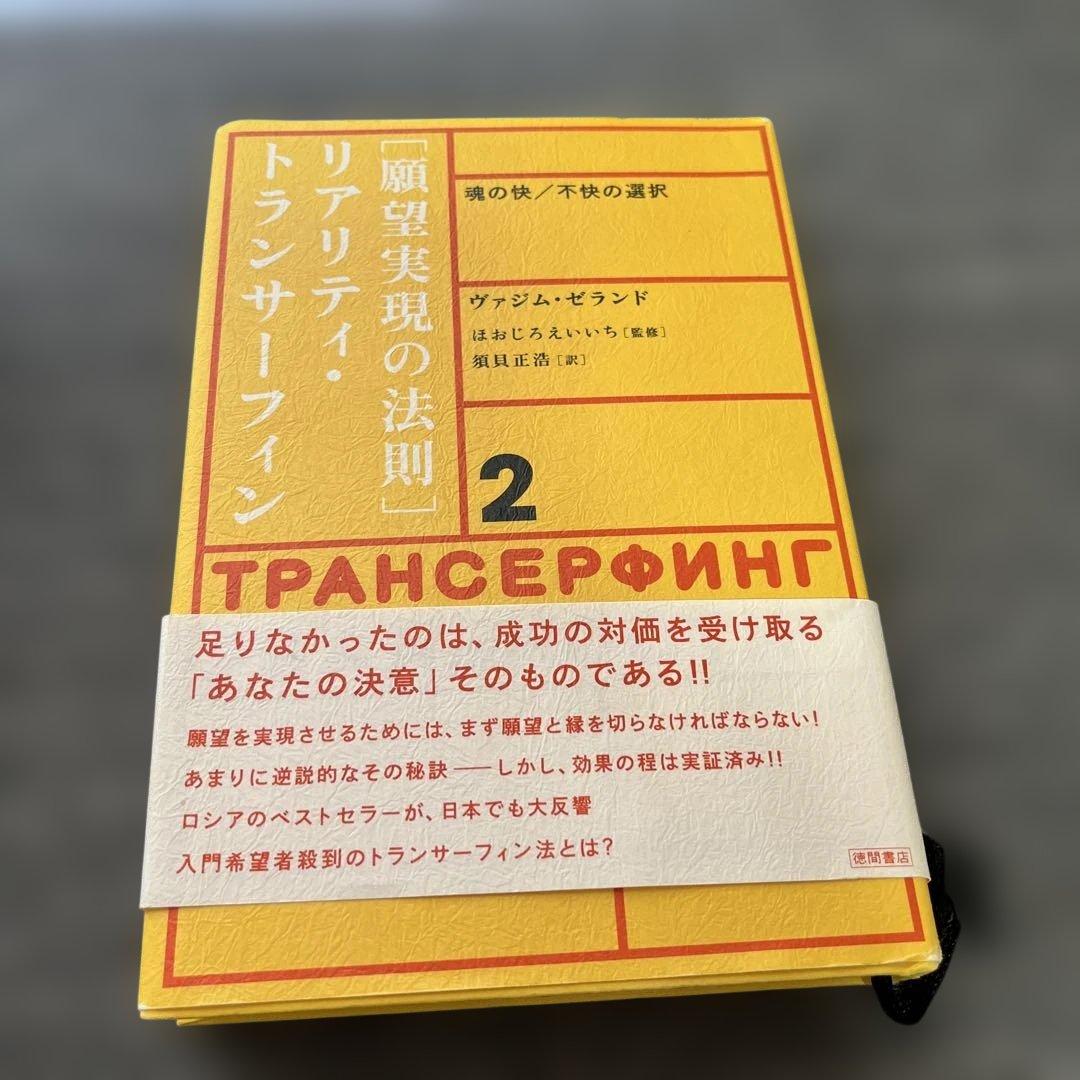 ［願望実現の法則］
リアリティ・
トランサーフィン
魂の快／不快の選択
ヴァジム・ゼランド
ほおじろえいいち［監修］
須貝正浩［訳］
2
ТРАНСЕРФИНГ
足りなかったのは、成功の対価を受け取る
「あなたの決意」そのものである!!
願望を実現させるためには、まず願望と縁を切らなければならない！
あまりに逆説的なその秘訣――しかし、効果の程は実証済み!!
ロシアのベストセラーが、日本でも大反響
入門希望者殺到のトランサーフィン法とは？
徳間書店